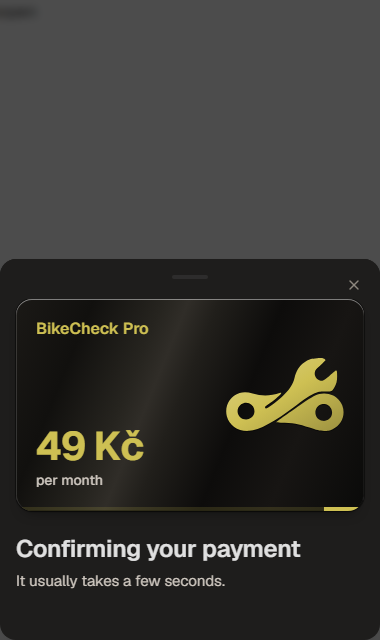 BikeCheck Pro
49 Kč
per month
Confirming your payment
It usually takes a few seconds.